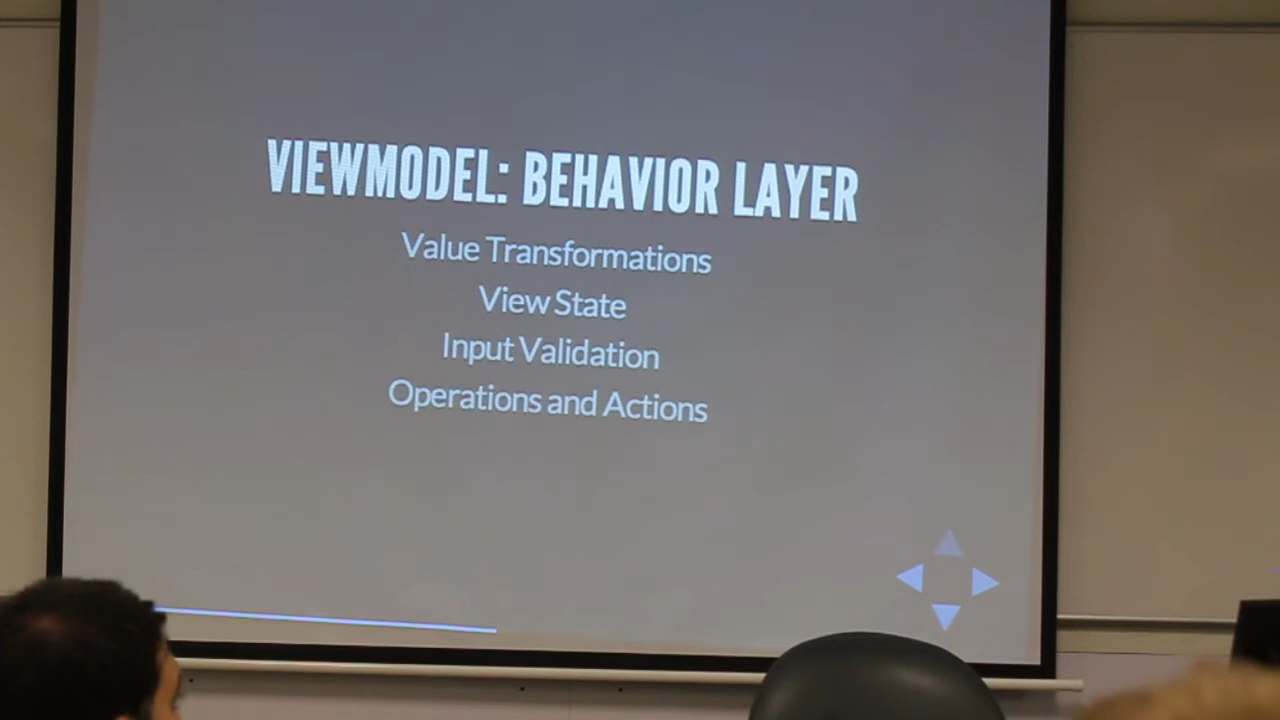 VIEWMODEL: BEHAVIOR LAYER
Value Transformations
View State
Input Validation
Operations and Actions